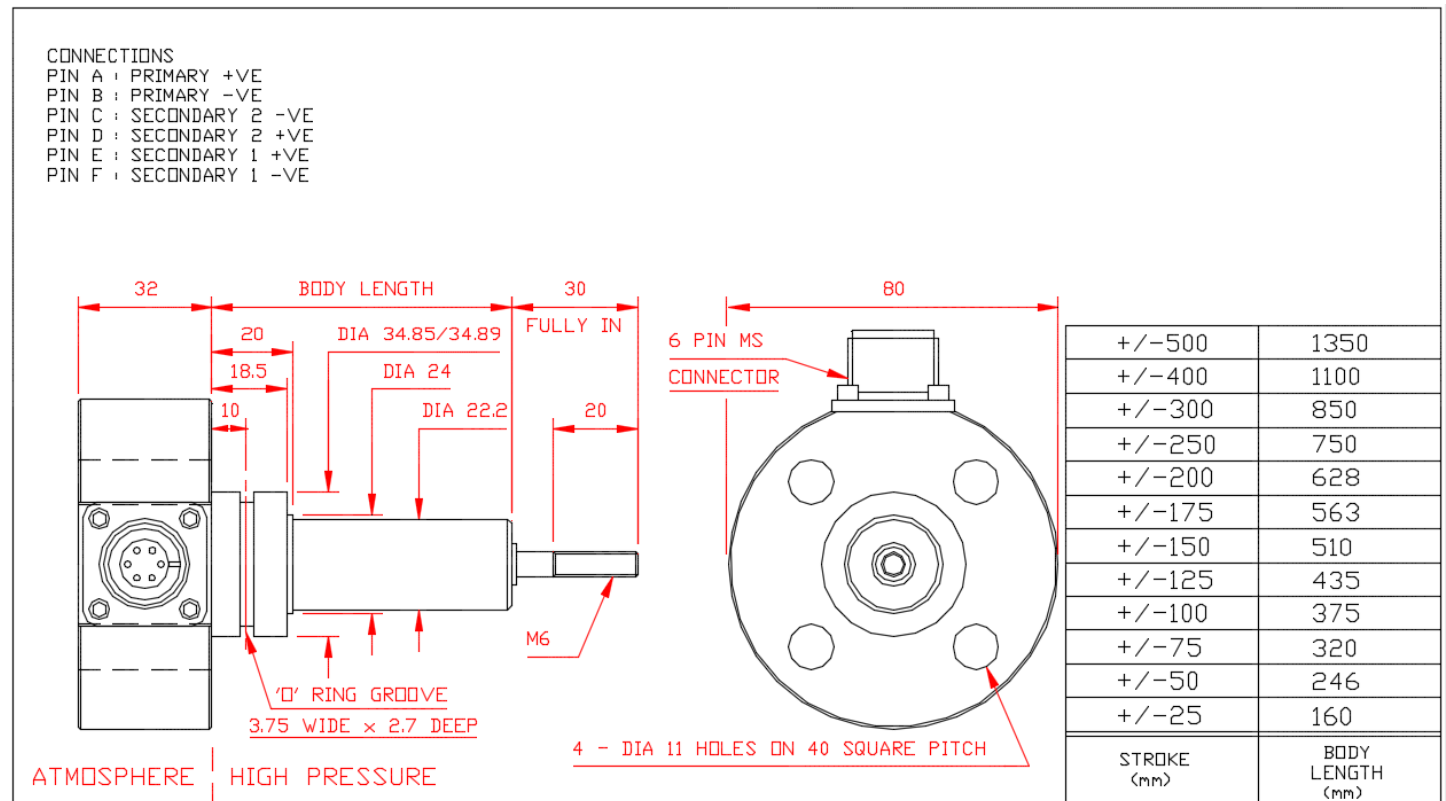 CONNECTIONS
PIN A : PRIMARY +VE
PIN B : PRIMARY -VE
PIN C : SECONDARY 2 -VE
PIN D : SECONDARY 2 +VE
PIN E : SECONDARY 1 +VE
PIN F : SECONDARY 1 -VE
32
BODY LENGTH
30
FULLY IN
20
DIA 34.85/34.89
18.5
DIA 24
10
DIA 22.2
20
M6
'O' RING GROOVE
3.75 WIDE x 2.7 DEEP
ATMOSPHERE
HIGH PRESSURE
80
6 PIN MS
CONNECTOR
4 - DIA 11 HOLES ON 40 SQUARE PITCH
+/-500 1350
+/-400 1100
+/-300 850
+/-250 750
+/-200 628
+/-175 563
+/-150 510
+/-125 435
+/-100 375
+/-75 320
+/-50 246
+/-25 160
STROKE
(mm)
BODY
LENGTH
(mm)